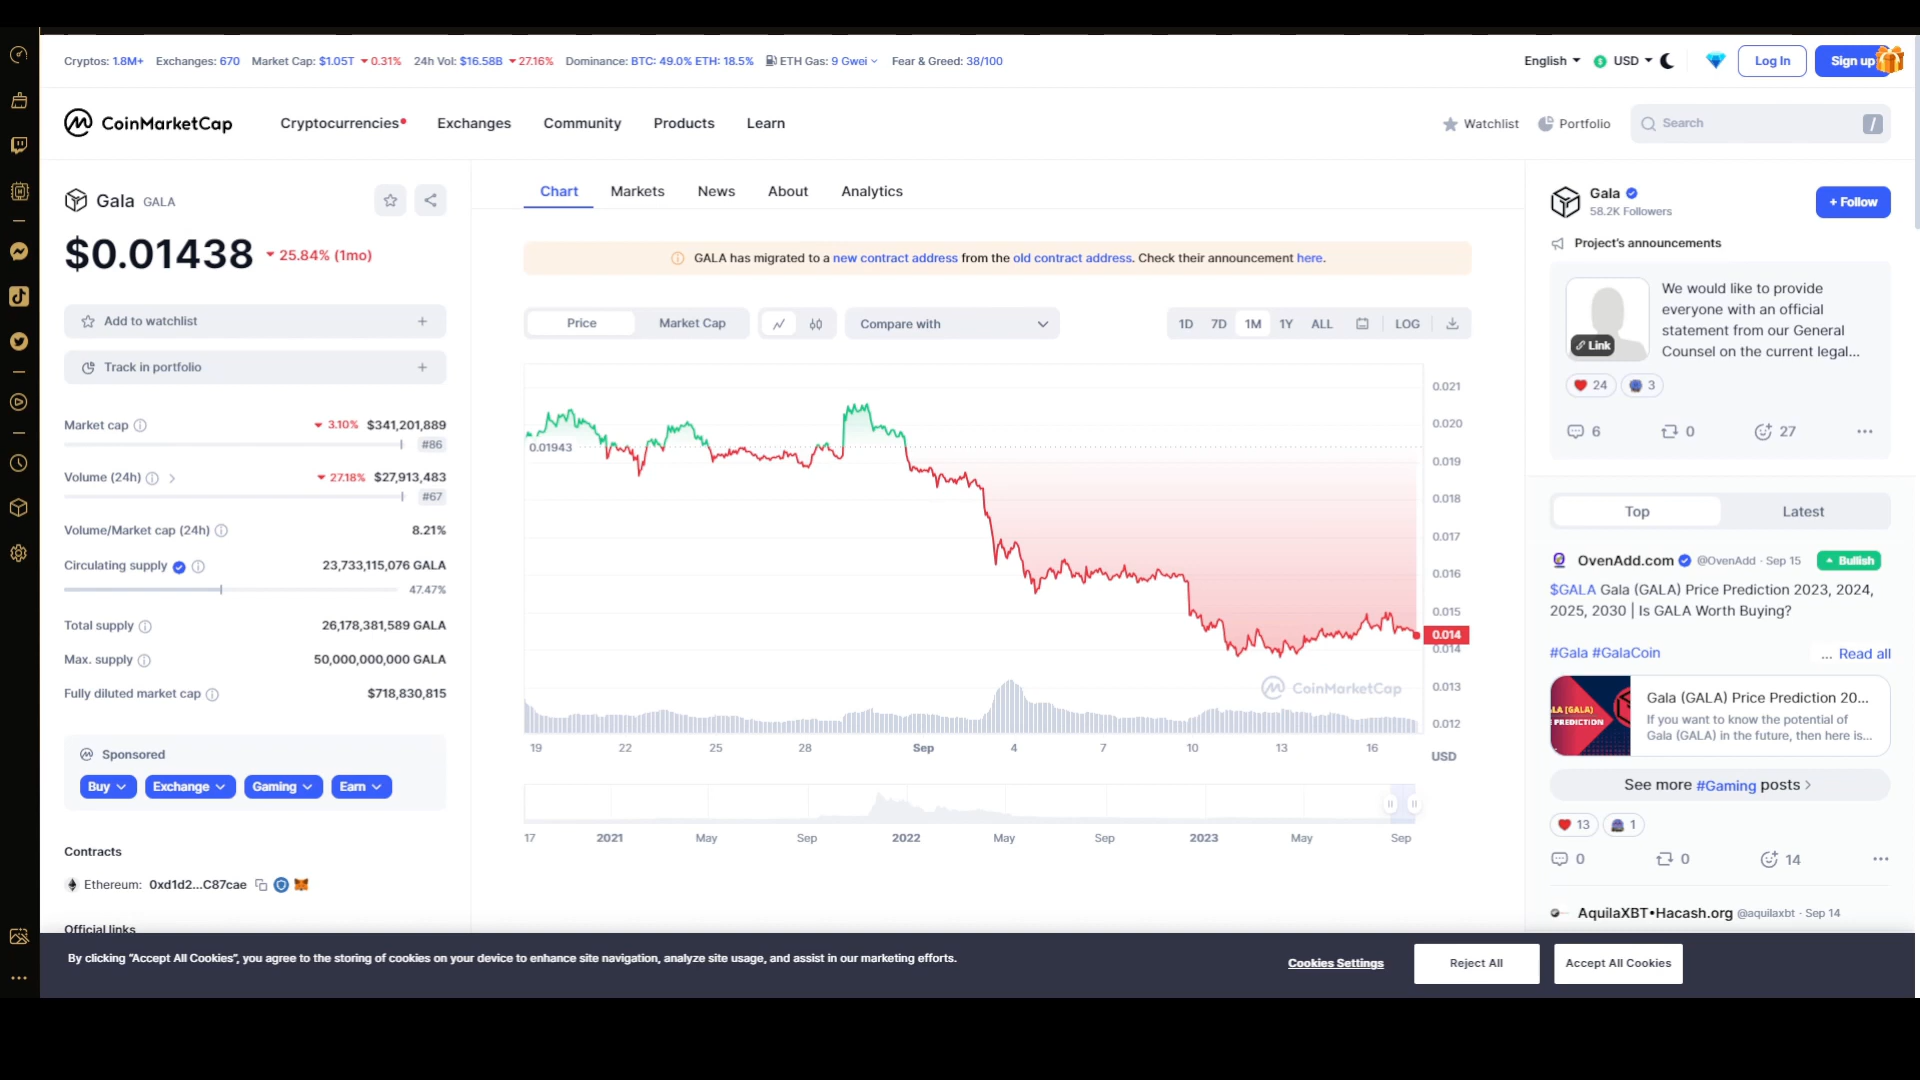 Cryptos: 1.8M+ Exchanges: 670 Market Cap: $1.05T 0.31% 24h Vol: $16.58B 27.16% Dominance: BTC: 49.0% ETH: 18.5% ETH Gas: 9 Gwei Fear & Greed: 38/100
English USD Log In Sign up
CoinMarketCap Cryptocurrencies Exchanges Community Products Learn
Watchlist Portfolio Search /
Gala GALA
$0.01438 25.84% (1mo)
Add to watchlist +
Track in portfolio +
Market cap 3.10% $341,201,889
#86
Volume (24h) 27.18% $27,913,483
#67
Volume/Market cap (24h) 8.21%
Circulating supply 23,733,115,076 GALA
47.47%
Total supply 26,178,381,589 GALA
Max. supply 50,000,000,000 GALA
Fully diluted market cap $718,830,815
Sponsored
Buy Exchange Gaming Earn
Contracts
Ethereum: 0xd1d2...C87cae
Official links
Chart Markets News About Analytics
GALA has migrated to a new contract address from the old contract address. Check their announcement here.
Price Market Cap Compare with 1D 7D 1M 1Y ALL LOG
0.021
0.020
0.01943
0.019
0.018
0.017
0.016
0.015
0.014
0.014
0.013
CoinMarketCap
0.012
19 22 25 28 Sep 4 7 10 13 16
USD
17 2021 May Sep 2022 May Sep 2023 May Sep
Gala
58.2K Followers
+ Follow
Project's announcements
We would like to provide
everyone with an official
statement from our General
Counsel on the current legal...
Link
24 3
6 0 27
Top Latest
OvenAdd.com @OvenAdd · Sep 15 Bullish
$GALA Gala (GALA) Price Prediction 2023, 2024,
2025, 2030 | Is GALA Worth Buying?
#Gala #GalaCoin ... Read all
LA (GALA)
PREDICTION
Gala (GALA) Price Prediction 20...
If you want to know the potential of
Gala (GALA) in the future, then here is...
See more #Gaming posts >
13 1
0 0 14
AquilaXBT•Hacash.org @aquilaxbt · Sep 14
By clicking “Accept All Cookies”, you agree to the storing of cookies on your device to enhance site navigation, analyze site usage, and assist in our marketing efforts.
Cookies Settings Reject All Accept All Cookies